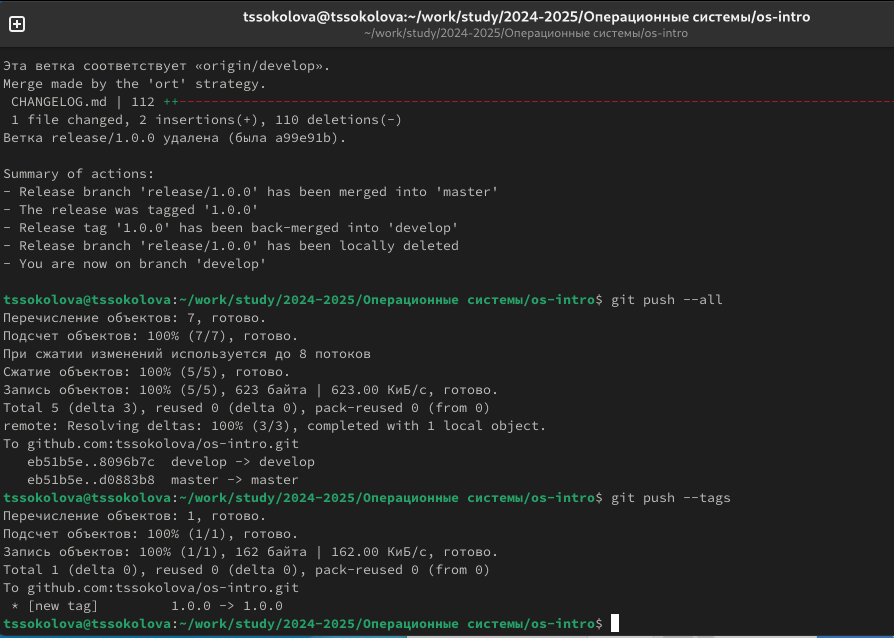 tssokolova@tssokolova:~/work/study/2024-2025/Операционные системы/os-intro
~/work/study/2024-2025/Операционные системы/os-intro
Эта ветка соответствует «origin/develop».
Merge made by the 'ort' strategy.
 CHANGELOG.md | 112 ++----------------------------------------------------------------------------------------
 1 file changed, 2 insertions(+), 110 deletions(-)
Ветка release/1.0.0 удалена (была a99e91b).
Summary of actions:
- Release branch 'release/1.0.0' has been merged into 'master'
- The release was tagged '1.0.0'
- Release tag '1.0.0' has been back-merged into 'develop'
- Release branch 'release/1.0.0' has been locally deleted
- You are now on branch 'develop'
tssokolova@tssokolova:~/work/study/2024-2025/Операционные системы/os-intro$ git push --all
Перечисление объектов: 7, готово.
Подсчет объектов: 100% (7/7), готово.
При сжатии изменений используется до 8 потоков
Сжатие объектов: 100% (5/5), готово.
Запись объектов: 100% (5/5), 623 байта | 623.00 КиБ/с, готово.
Total 5 (delta 3), reused 0 (delta 0), pack-reused 0 (from 0)
remote: Resolving deltas: 100% (3/3), completed with 1 local object.
To github.com:tssokolova/os-intro.git
   eb51b5e..8096b7c  develop -> develop
   eb51b5e..d0883b8  master -> master
tssokolova@tssokolova:~/work/study/2024-2025/Операционные системы/os-intro$ git push --tags
Перечисление объектов: 1, готово.
Подсчет объектов: 100% (1/1), готово.
Запись объектов: 100% (1/1), 162 байта | 162.00 КиБ/с, готово.
Total 1 (delta 0), reused 0 (delta 0), pack-reused 0 (from 0)
To github.com:tssokolova/os-intro.git
 * [new tag]         1.0.0 -> 1.0.0
tssokolova@tssokolova:~/work/study/2024-2025/Операционные системы/os-intro$